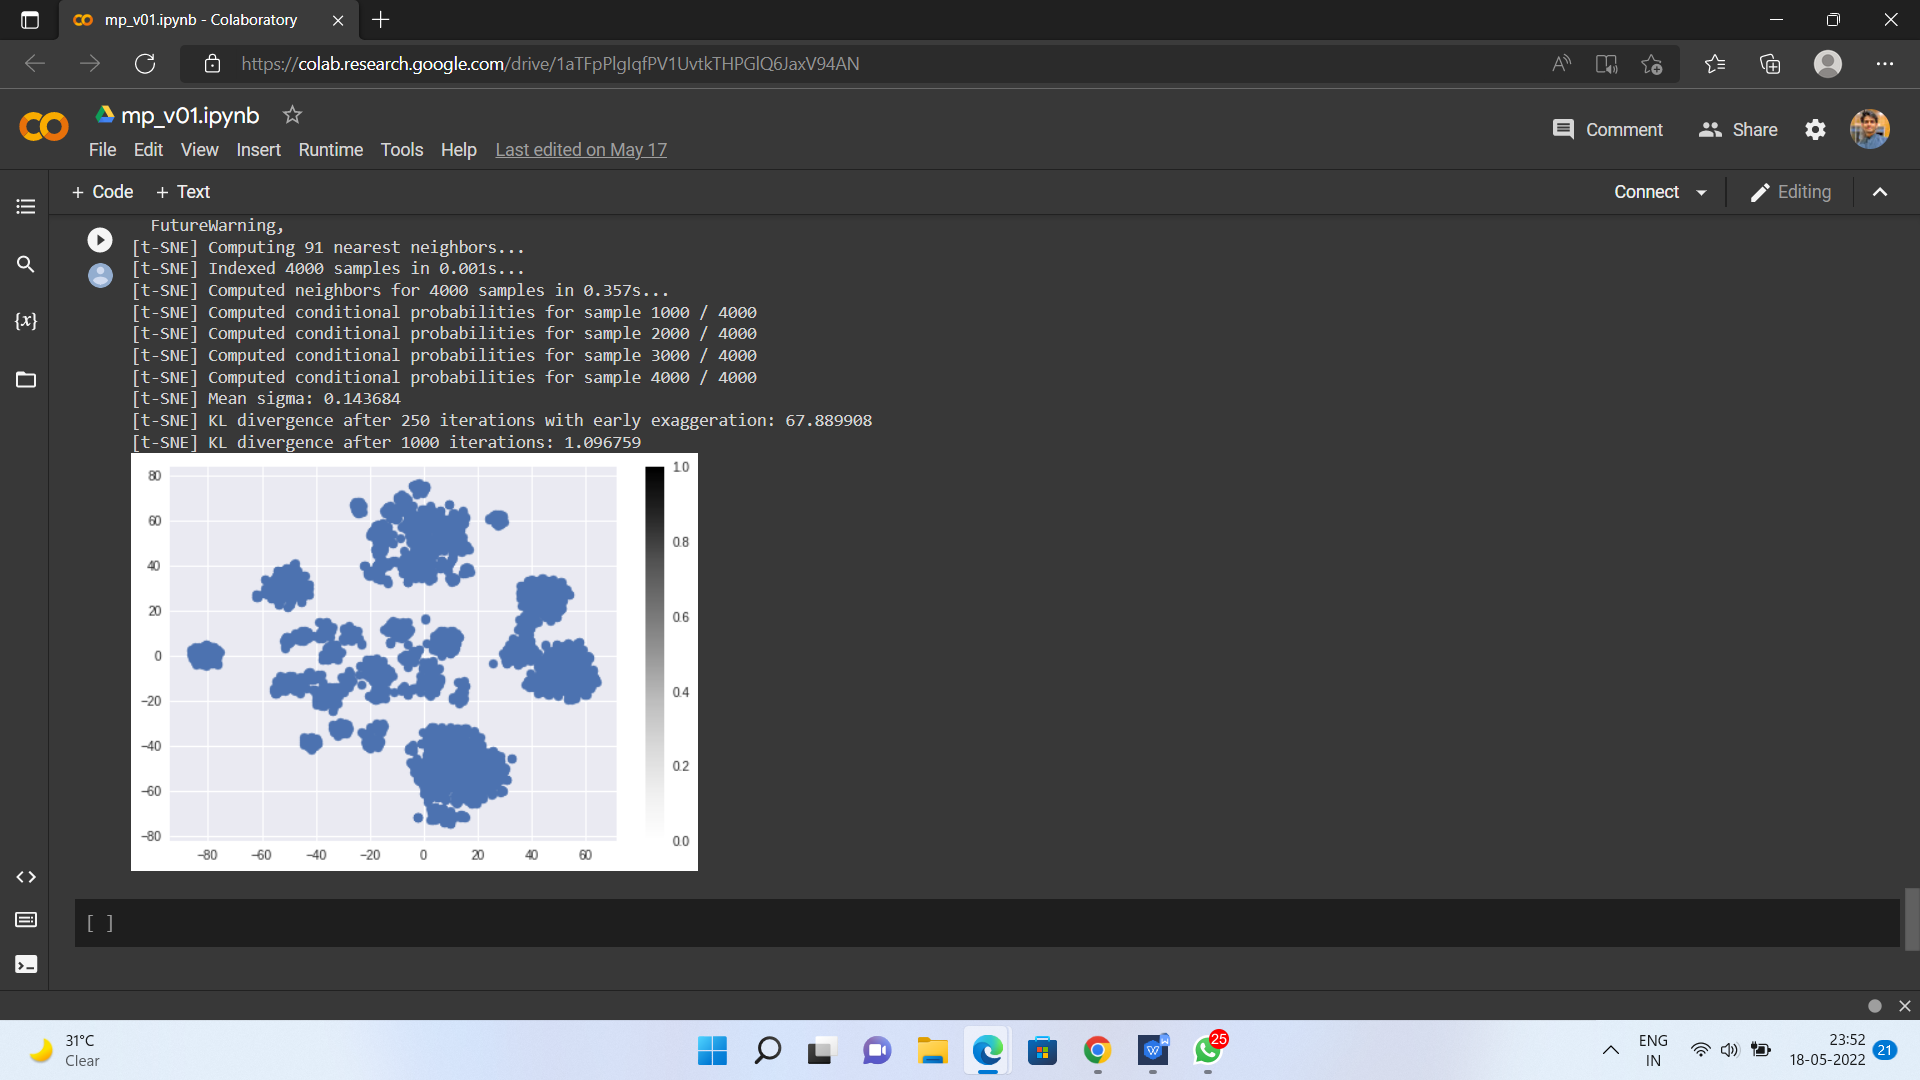 mp_v01.ipynb - Colaboratory
https://colab.research.google.com/drive/1aTFpPlgIqfPV1UvtkTHPGlQ6JaxV94AN
mp_v01.ipynb
File Edit View Insert Runtime Tools Help Last edited on May 17
Comment Share
+ Code + Text
Connect Editing
FutureWarning,
[t-SNE] Computing 91 nearest neighbors...
[t-SNE] Indexed 4000 samples in 0.001s...
[t-SNE] Computed neighbors for 4000 samples in 0.357s...
[t-SNE] Computed conditional probabilities for sample 1000 / 4000
[t-SNE] Computed conditional probabilities for sample 2000 / 4000
[t-SNE] Computed conditional probabilities for sample 3000 / 4000
[t-SNE] Computed conditional probabilities for sample 4000 / 4000
[t-SNE] Mean sigma: 0.143684
[t-SNE] KL divergence after 250 iterations with early exaggeration: 67.889908
[t-SNE] KL divergence after 1000 iterations: 1.096759
80
60
40
20
0
−20
−40
−60
−80
−80 −60 −40 −20 0 20 40 60
1.0
0.8
0.6
0.4
0.2
0.0
{x}
[ ]
31°C
Clear
25
ENG
IN
23:52
18-05-2022
21